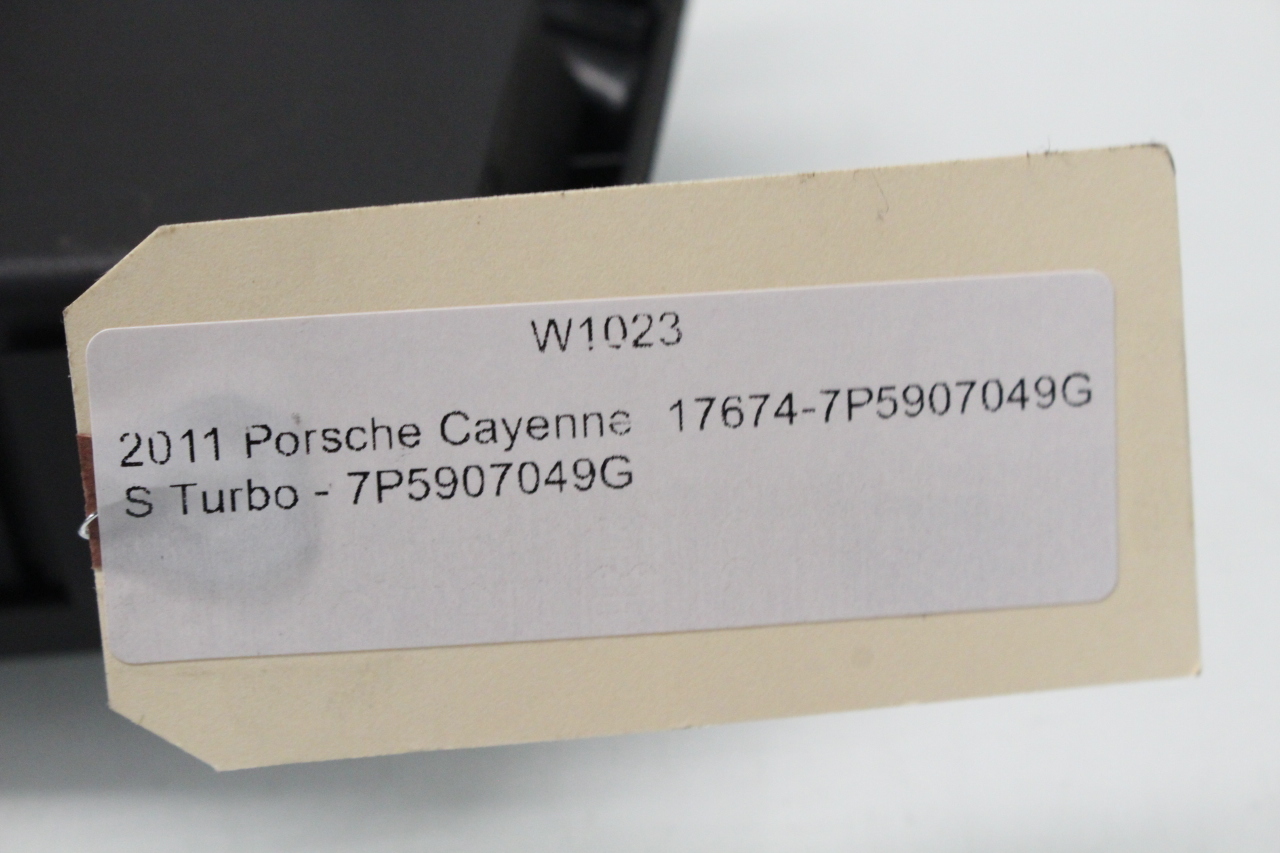 W1023
2011 Porsche Cayenne 17674-7P5907049G
S Turbo - 7P5907049G